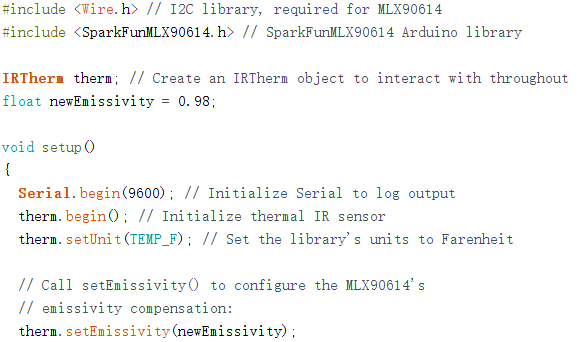 #include <Wire.h> // I2C library, required for MLX90614
#include <SparkFunMLX90614.h> // SparkFunMLX90614 Arduino library
IRTherm therm; // Create an IRTherm object to interact with throughout
float newEmissivity = 0.98;
void setup()
{
Serial.begin(9600); // Initialize Serial to log output
therm.begin(); // Initialize thermal IR sensor
therm.setUnit(TEMP_F); // Set the library's units to Farenheit
// Call setEmissivity() to configure the MLX90614's
// emissivity compensation:
therm.setEmissivity(newEmissivity);